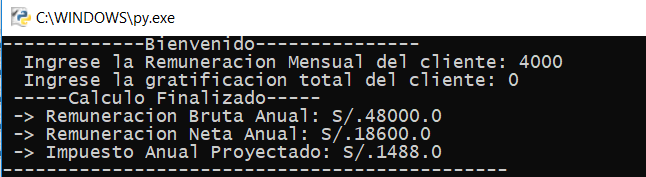 C:\WINDOWS\py.exe
-------------Bienvenido---------------
Ingrese la Remuneracion Mensual del cliente: 4000
Ingrese la gratificacion total del cliente: 0
-----Calculo Finalizado-----
-> Remuneracion Bruta Anual: S/.48000.0
-> Remuneracion Neta Anual: S/.18600.0
-> Impuesto Anual Proyectado: S/.1488.0
-----------------------------------------------